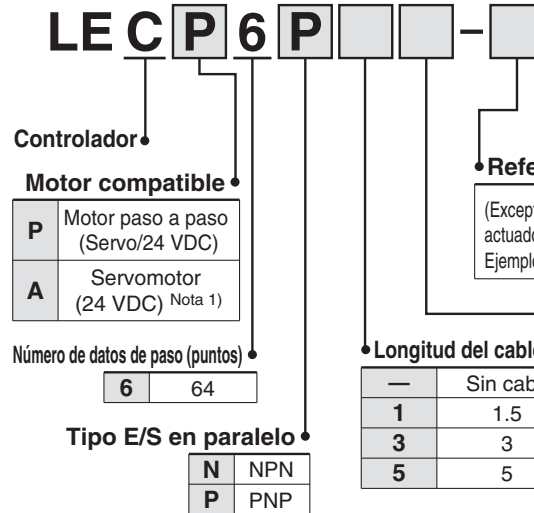 LE C P 6 P –
Controlador
Motor compatible
P Motor paso a paso
(Servo/24 VDC)
A Servomotor
(24 VDC) Nota 1)
Número de datos de paso (puntos)
6 64
Tipo E/S en paralelo
N NPN
P PNP
Longitud del
— Sin
1 1.5
3 3
5 5